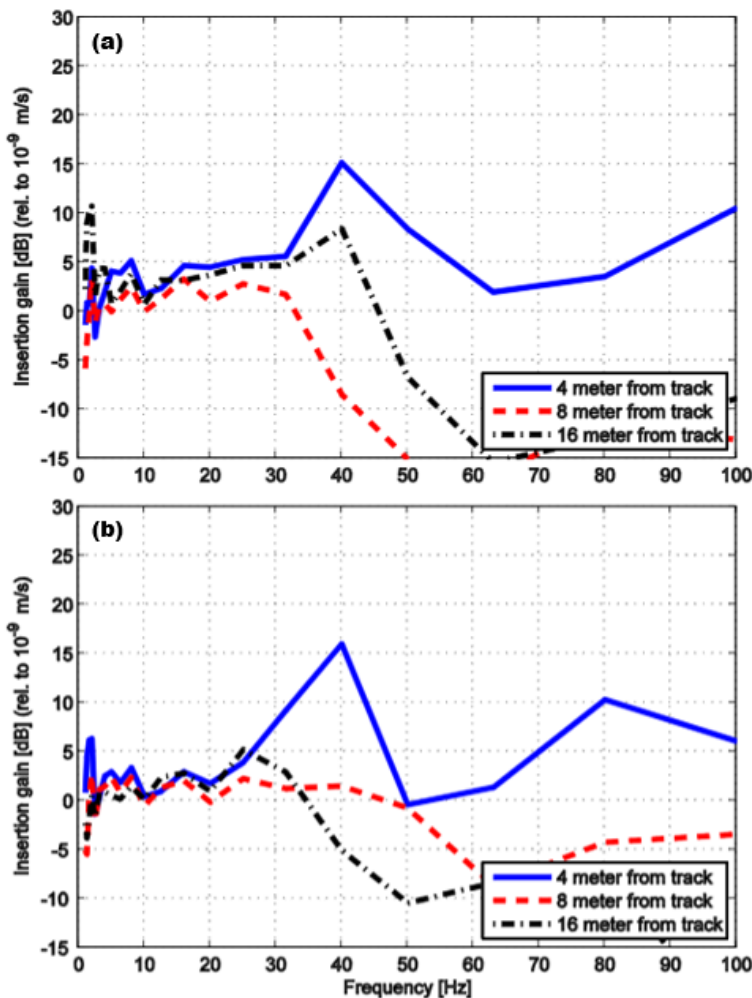 (a)
Insertion gain [dB] (rel. to 10⁻⁹ m/s)
30
25
20
15
10
5
0
-5
-10
-15
4 meter from track
8 meter from track
16 meter from track
0 10 20 30 40 50 60 70 80 90 100
(b)
Insertion gain [dB] (rel. to 10⁻⁹ m/s)
30
25
20
15
10
5
0
-5
-10
-15
4 meter from track
8 meter from track
16 meter from track
0 10 20 30 40 50 60 70 80 90 100
Frequency [Hz]